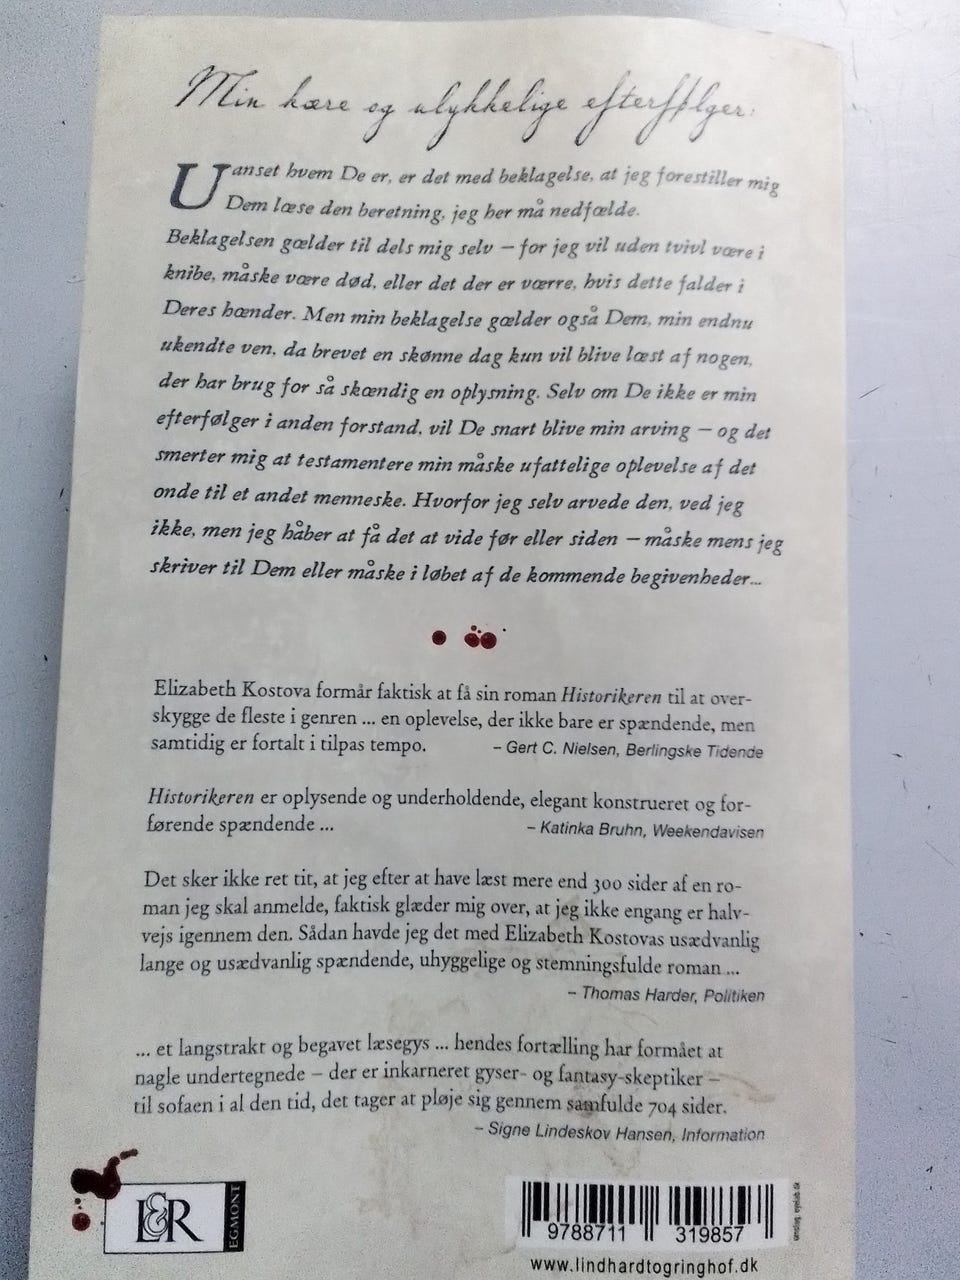 Min kære og ulykkelige efterfølger:
Uanset hvem De er, er det med beklagelse, at jeg forestiller mig
Dem læse den beretning, jeg her må nedfælde.
Beklagelsen gælder til dels mig selv – for jeg vil uden tvivl være i
knibe, måske være død, eller det der er værre, hvis dette falder i
Deres hænder. Men min beklagelse gælder også Dem, min endnu
ukendte ven, da brevet en skønne dag kun vil blive læst af nogen,
der har brug for så skændig en oplysning. Selv om De ikke er min
efterfølger i anden forstand, vil De snart blive min arving – og det
smerter mig at testamentere min måske ufattelige oplevelse af det
onde til et andet menneske. Hvorfor jeg selv arvede den, ved jeg
ikke, men jeg håber at få det at vide før eller siden – måske mens jeg
skriver til Dem eller måske i løbet af de kommende begivenheder...
Elizabeth Kostova formår faktisk at få sin roman Historikeren til at over-
skygge de fleste i genren ... en oplevelse, der ikke bare er spændende, men
samtidig er fortalt i tilpas tempo. – Gert C. Nielsen, Berlingske Tidende
Historikeren er oplysende og underholdende, elegant konstrueret og for-
førende spændende ... – Katinka Bruhn, Weekendavisen
Det sker ikke ret tit, at jeg efter at have læst mere end 300 sider af en ro-
man jeg skal anmelde, faktisk glæder mig over, at jeg ikke engang er halv-
vejs igennem den. Sådan havde jeg det med Elizabeth Kostovas usædvanlig
lange og usædvanlig spændende, uhyggelige og stemningsfulde roman ...
– Thomas Harder, Politiken
... et langstrakt og begavet læsegys ... hendes fortælling har formået at
nagle undertegnede – der er inkarneret gyser- og fantasy-skeptiker –
til sofaen i al den tid, det tager at pløje sig gennem samfulde 704 sider.
– Signe Lindeskov Hansen, Information
L&R
EGMONT
9788711 319857
www.lindhardtogringhof.dk